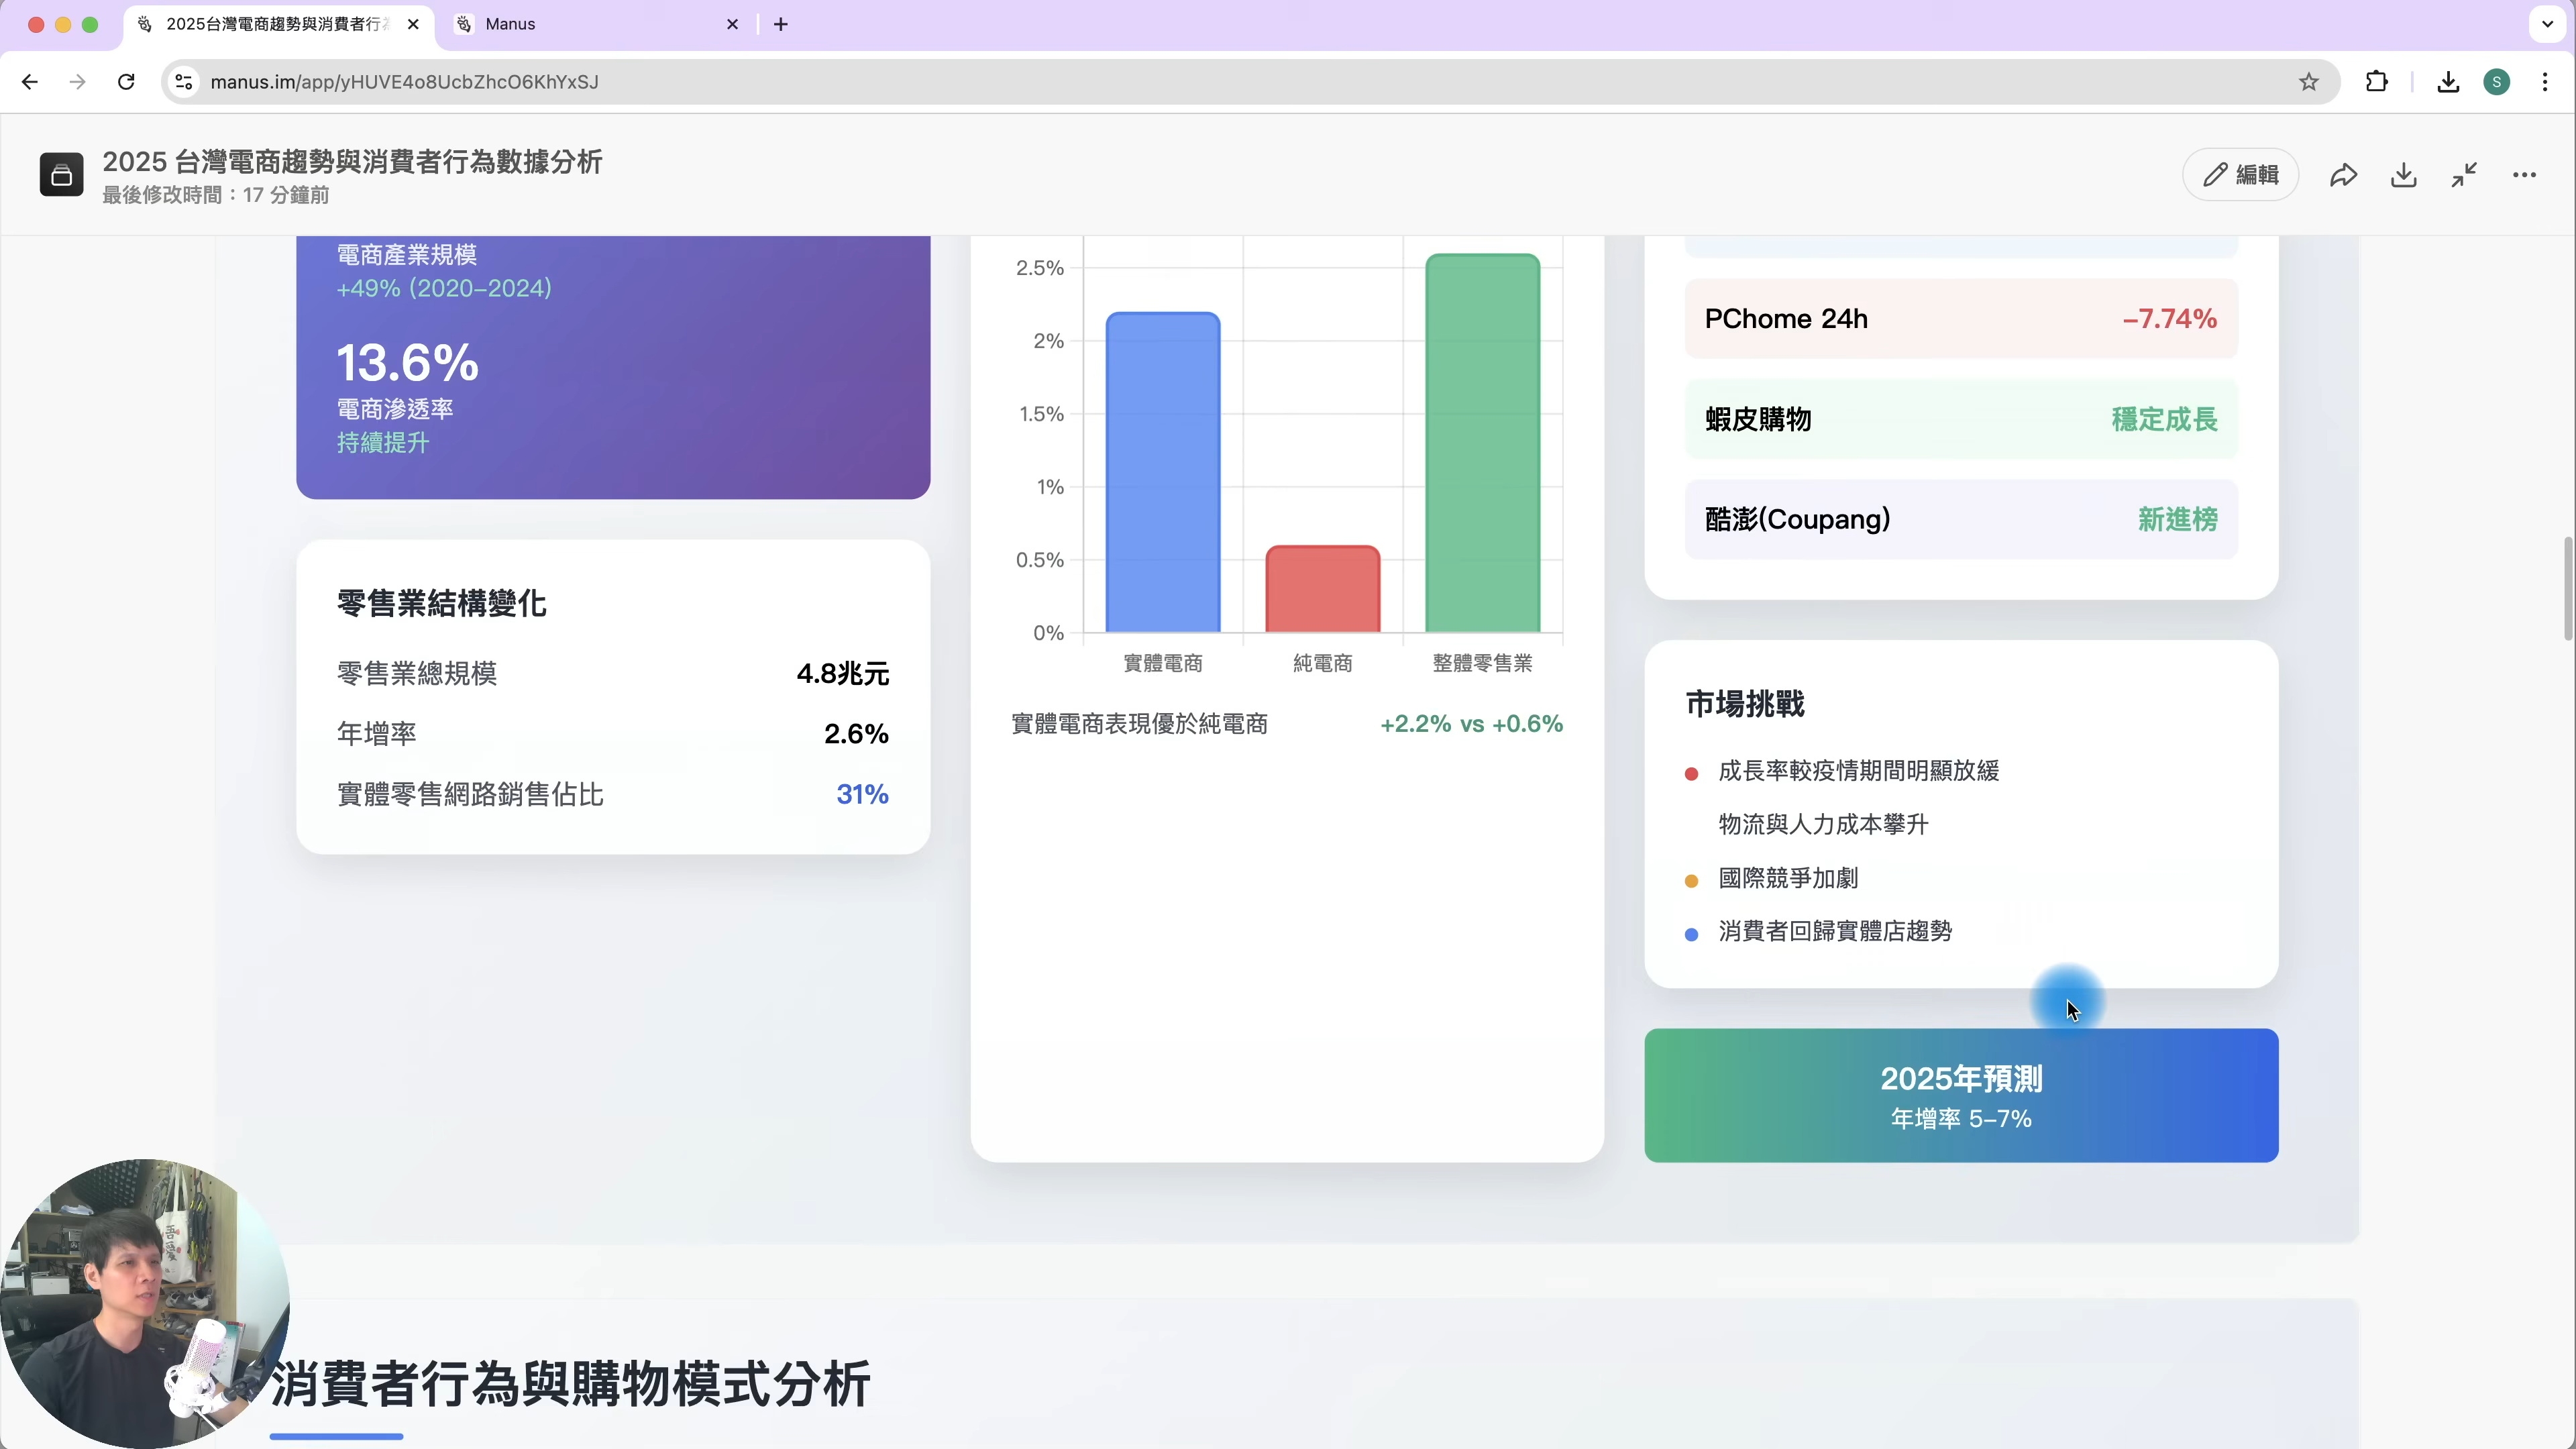 2025台灣電商趨勢與消費者行為
Manus
manus.im/app/yHUVE4o8UcbZhcO6KhYxSJ
S
2025 台灣電商趨勢與消費者行為數據分析
最後修改時間：17 分鐘前
編輯
電商產業規模
+49% (2020–2024)
13.6%
電商滲透率
持續提升
零售業結構變化
零售業總規模 4.8兆元
年增率 2.6%
實體零售網路銷售佔比 31%
2.5%
2%
1.5%
1%
0.5%
0%
實體電商 純電商 整體零售業
實體電商表現優於純電商 +2.2% vs +0.6%
PChome 24h –7.74%
蝦皮購物 穩定成長
酷澎(Coupang) 新進榜
市場挑戰
成長率較疫情期間明顯放緩
物流與人力成本攀升
國際競爭加劇
消費者回歸實體店趨勢
2025年預測
年增率 5–7%
消費者行為與購物模式分析